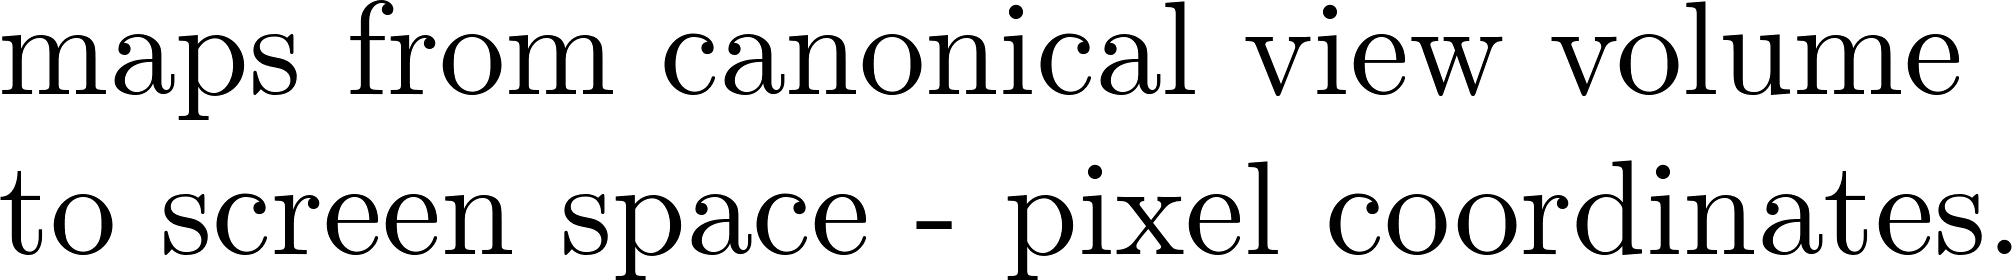 maps from canonical view volume
to screen space - pixel coordinates.